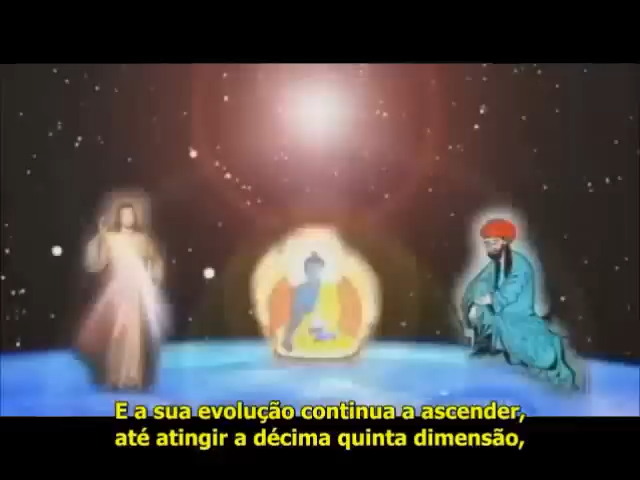 E a sua evolução continua a ascender,
até atingir a décima quinta dimensão,